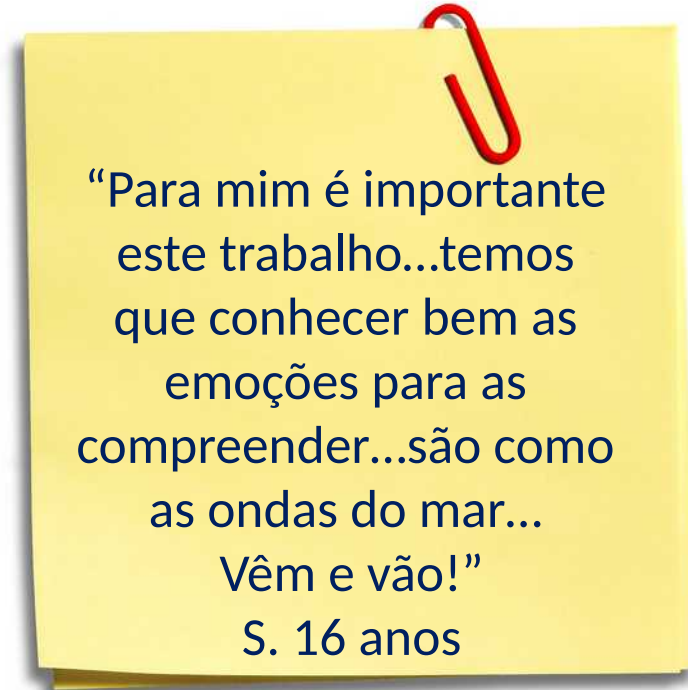 “Para mim é importante
este trabalho...temos
que conhecer bem as
emoções para as
compreender...são como
as ondas do mar...
Vêm e vão!”
S. 16 anos